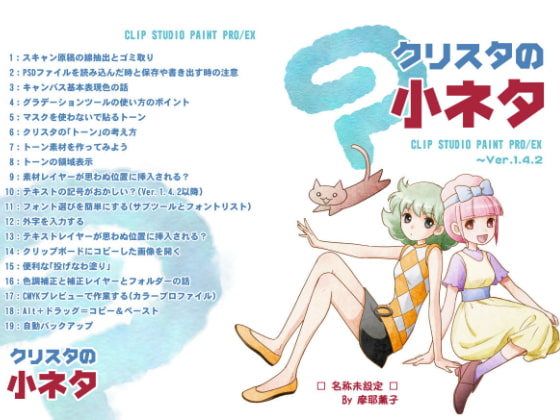 CLIP STUDIO PAINT PRO/EX
1：スキャン原稿の線抽出とゴミ取り
2：PSDファイルを読み込んだ時と保存や書き出す時の注意
3：キャンバス基本表現色の話
4：グラデーションツールの使い方のポイント
5：マスクを使わないで貼るトーン
6：クリスタの「トーン」の考え方
7：トーン素材を作ってみよう
8：トーンの領域表示
9：素材レイヤーが思わぬ位置に挿入される？
10：テキストの記号がおかしい？(Ver.1.4.2以降)
11：フォント選びを簡単にする(サブツールとフォントリスト)
12：外字を入力する
13：テキストレイヤーが思わぬ位置に挿入される？
14：クリップボードにコピーした画像を開く
15：便利な「投げなわ塗り」
16：色調補正と補正レイヤーとフォルダーの話
17：CMYKプレビューで作業する(カラープロファイル)
18：Alt＋ドラッグ＝コピー＆ペースト
19：自動バックアップ
クリスタの
小ネタ
クリスタの
小ネタ
CLIP STUDIO PAINT PRO/EX
～Ver.1.4.2
□ 名称未設定 □
By 摩耶薫子